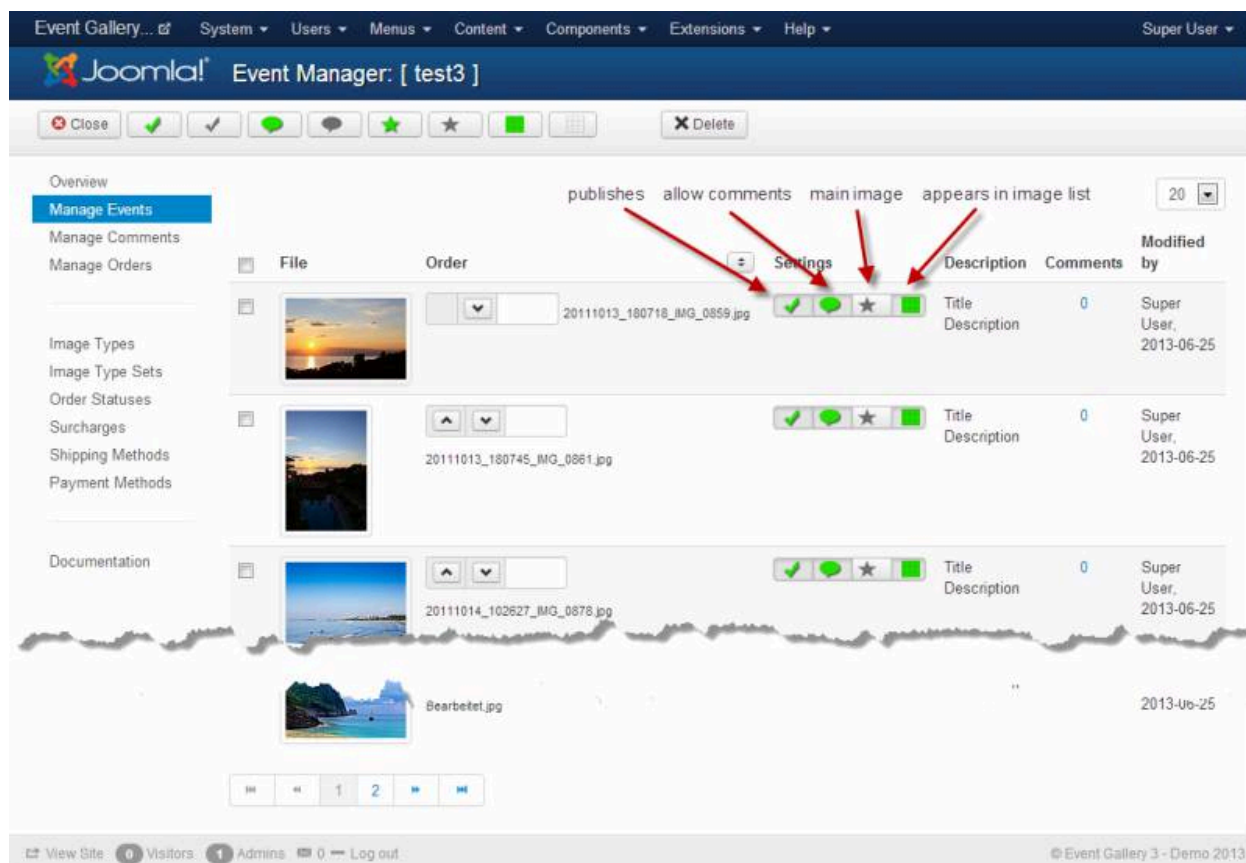 Event Gallery... System Users Menus Content Components Extensions Help Super User
Joomla! Event Manager: [ test3 ]
Close Delete
publishes allow comments main image appears in image list
20
Overview
Manage Events
Manage Comments
Manage Orders
Image Types
Image Type Sets
Order Statuses
Surcharges
Shipping Methods
Payment Methods
Documentation
File Order Settings Description Comments Modified by
20111013_180718_IMG_0859.jpg
Title
Description
0
Super
User,
2013-06-25
20111013_180745_IMG_0861.jpg
Title
Description
0
Super
User,
2013-06-25
20111014_102627_IMG_0878.jpg
Title
Description
0
Super
User,
2013-06-25
Bearbeitet.jpg
2013-06-25
1 2
View Site 0 Visitors 1 Admins 0 Log out © Event Gallery 3 - Demo 2013